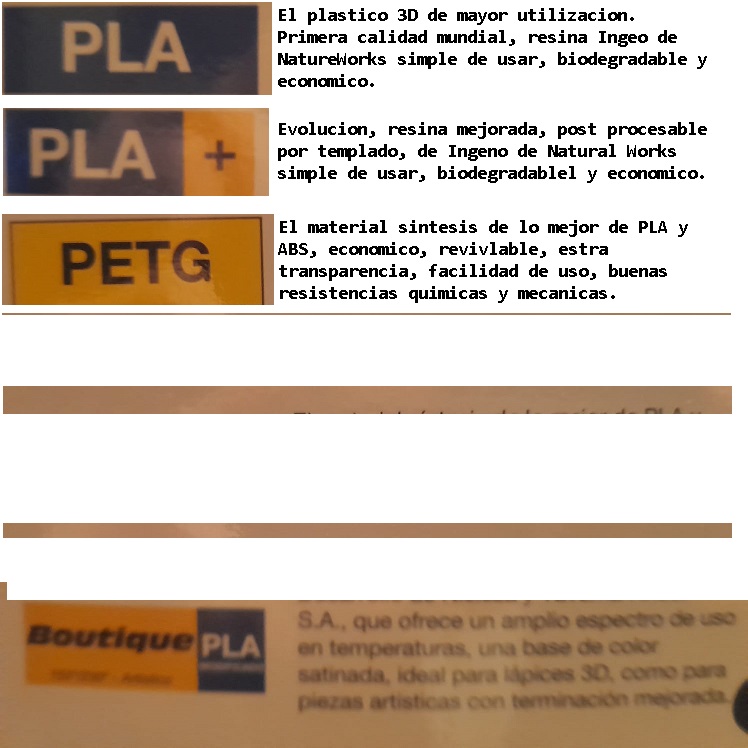 PLA
El plastico 3D de mayor utilizacion.
Primera calidad mundial, resina Ingeo de
NatureWorks simple de usar, biodegradable y
economico.
PLA +
Evolucion, resina mejorada, post procesable
por templado, de Ingeno de Natural Works
simple de usar, biodegradablel y economico.
PETG
El material sintesis de lo mejor de PLA y
ABS, economico, revivlable, estra
transparencia, facilidad de uso, buenas
resistencias quimicas y mecanicas.
Boutique PLA
S.A., que ofrece un amplio espectro de uso
en temperaturas, una base de color
satinada, ideal para lápices 3D, como para
piezas artísticas con terminación mejorada.